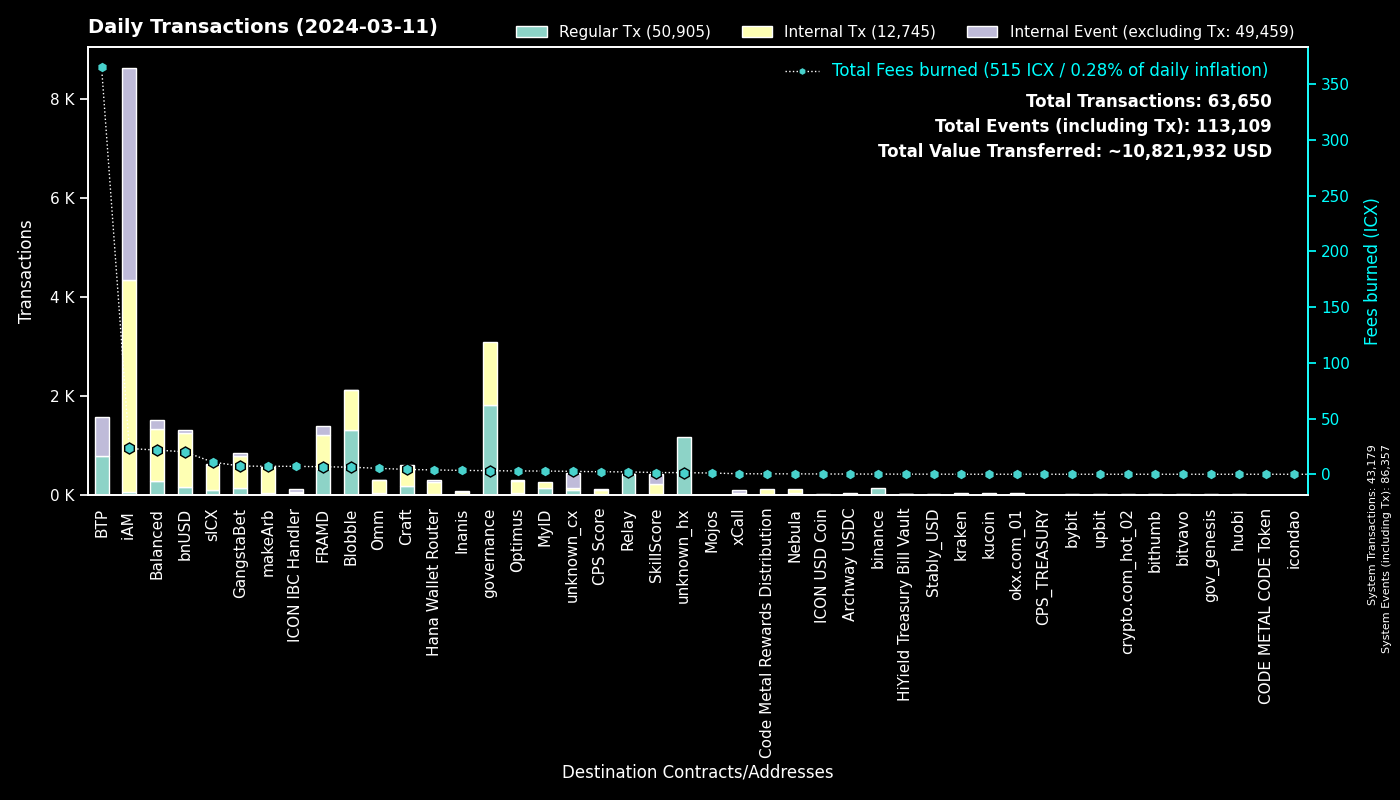 Daily Transactions (2024-03-11)
Regular Tx (50,905)
Internal Tx (12,745)
Internal Event (excluding Tx: 49,459)
Total Fees burned (515 ICX / 0.28% of daily inflation)
Total Transactions: 63,650
Total Events (including Tx): 113,109
Total Value Transferred: ~10,821,932 USD
Transactions
8 K
6 K
4 K
2 K
0 K
350
300
250
200
150
100
50
0
Fees burned (ICX)
BTP
iAM
Balanced
bnUSD
sICX
GangstaBet
makeArb
ICON IBC Hander
FRAMD
Blobble
Omm
Craft
Hana Wallet Router
Inanis
governance
Optimus
MyID
unknown_cx
CPS Score
Relay
SkillScore
unknown_hx
Mojos
xCall
Code Metal Rewards Distribution
Nebula
ICON USD Coin
Archway USDC
binance
HiYield Treasury Bill Vault
Stably_USD
kraken
kucoin
okx.com_01
CPS_TREASURY
bybit
upbit
crypto.com_hot_02
bithumb
bitvavo
gov_genesis
huobi
CODE METAL CODE Token
icondao
Destination Contracts/Addresses
System Transactions: 43,179
System Events (including Tx): 86,357